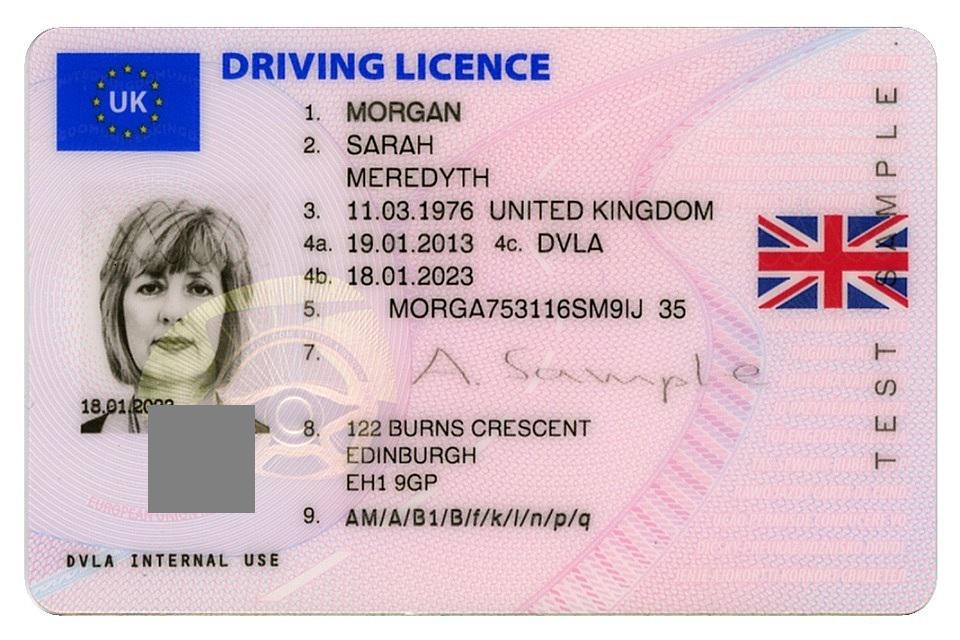 UK
DRIVING LICENCE
1. MORGAN
2. SARAH
MEREDYTH
3. 11.03.1976 UNITED KINGDOM
4a. 19.01.2013 4c. DVLA
4b. 18.01.2023
5. MORGA753116SM9IJ 35
7. A. Sample
18.01.2023
8. 122 BURNS CRESCENT
EDINBURGH
EH1 9GP
9. AM/A/B1/B/f/k/l/n/p/q
EUROPEAN UNION
DVLA INTERNAL USE
TEST SAMPLE